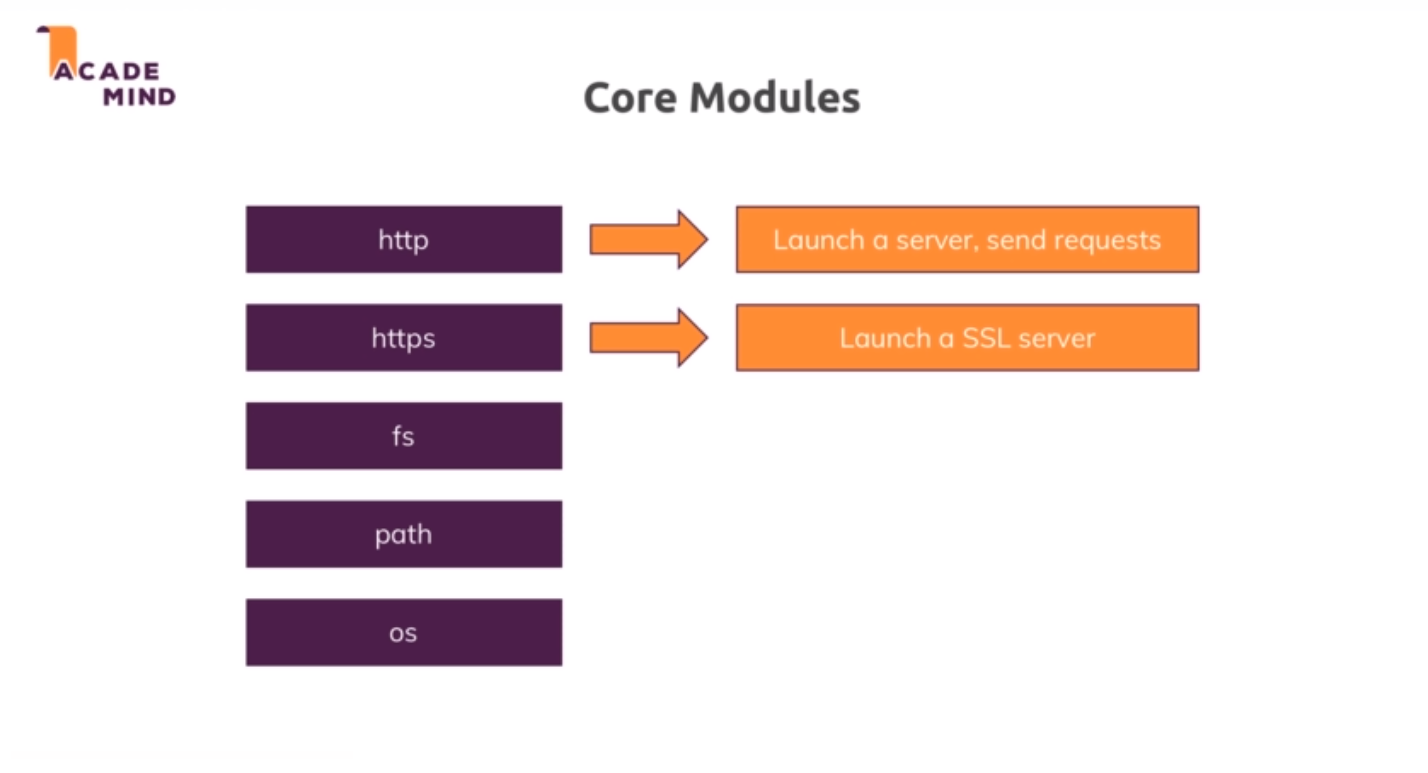 ACADE
MIND
Core Modules
http
Launch a server, send requests
https
Launch a SSL server
fs
path
os